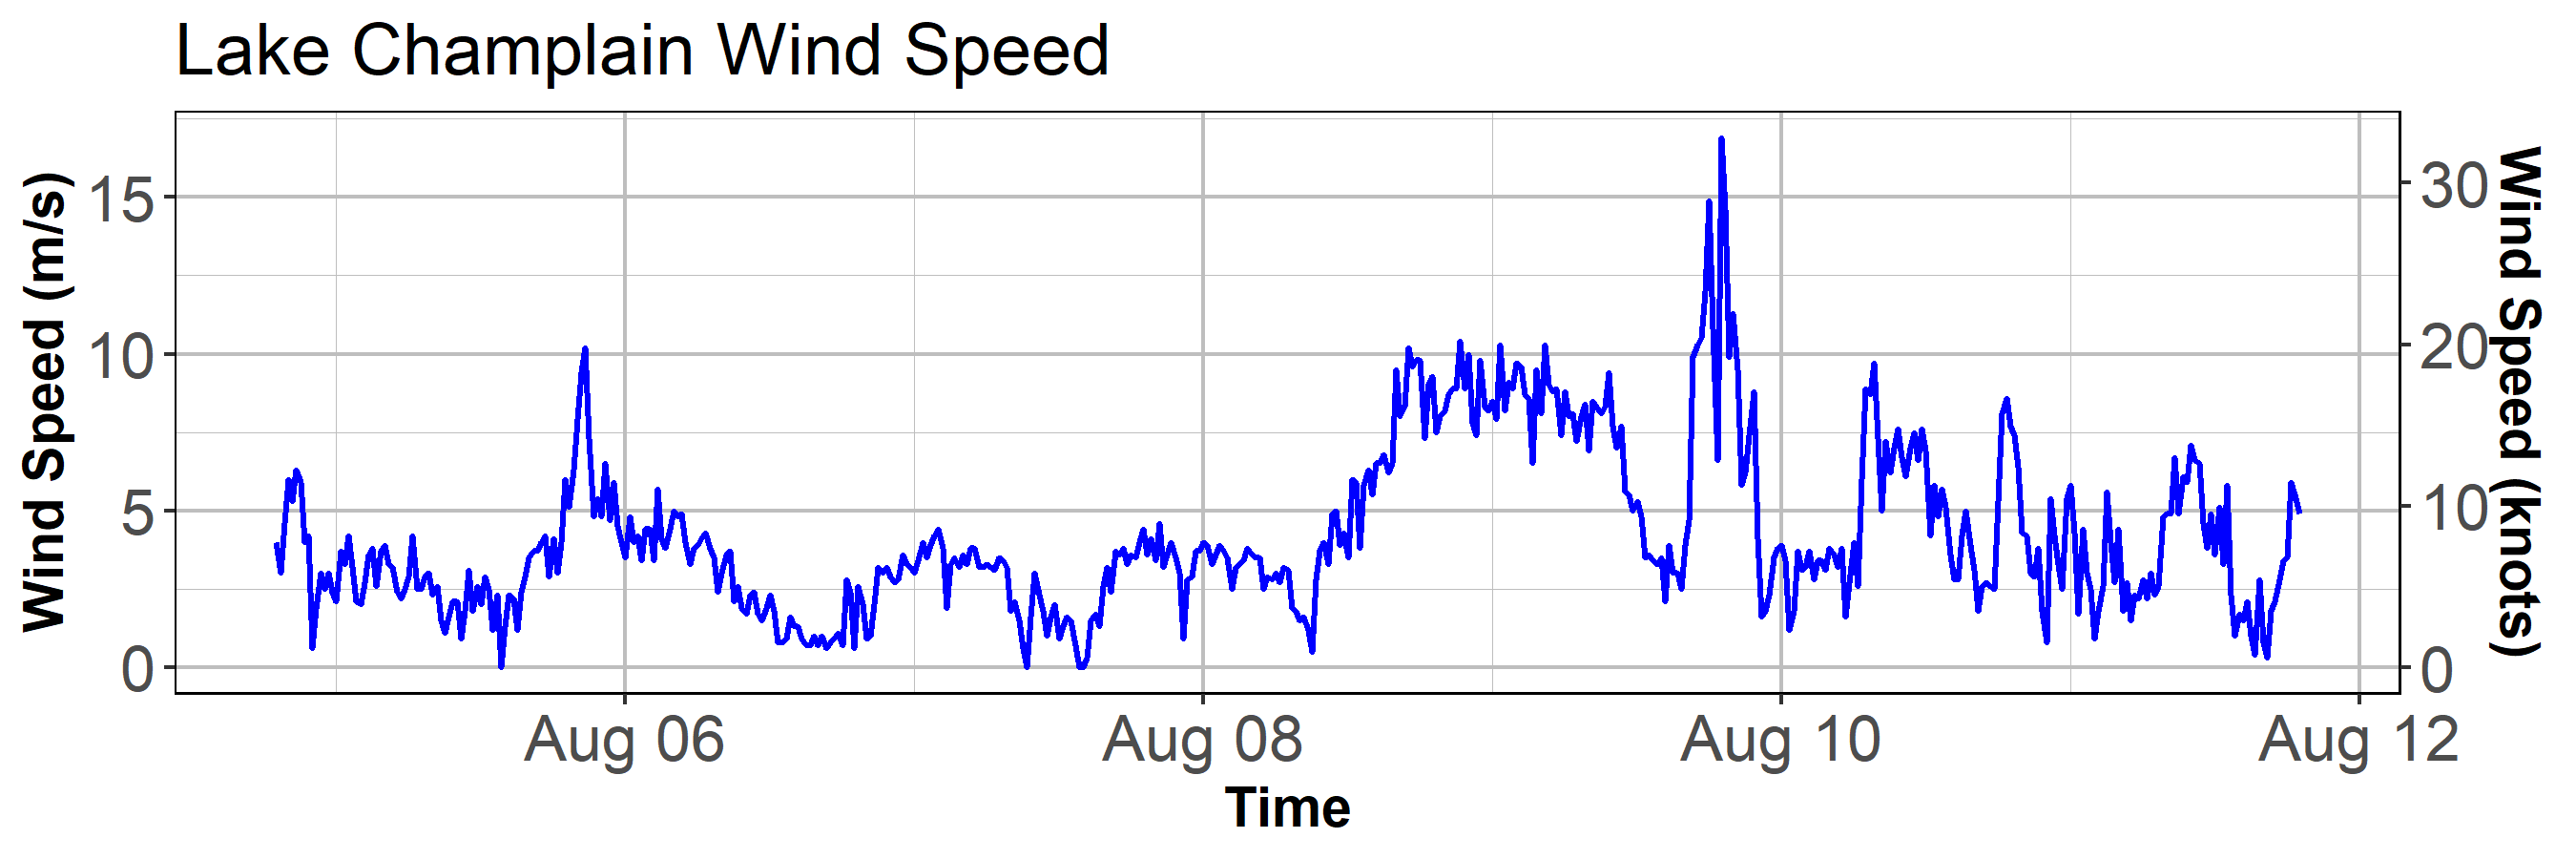 Lake Champlain Wind Speed
Wind Speed (m/s)
15
10
5
0
30
20
10
0
Wind Speed (knots)
Aug 06
Aug 08
Aug 10
Aug 12
Time